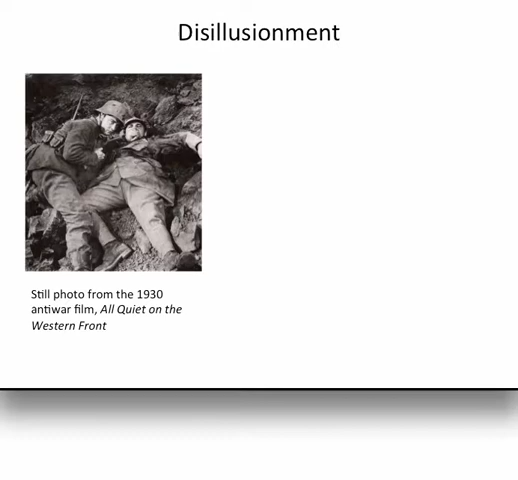 Disillusionment
Still photo from the 1930
antiwar film, All Quiet on the
Western Front